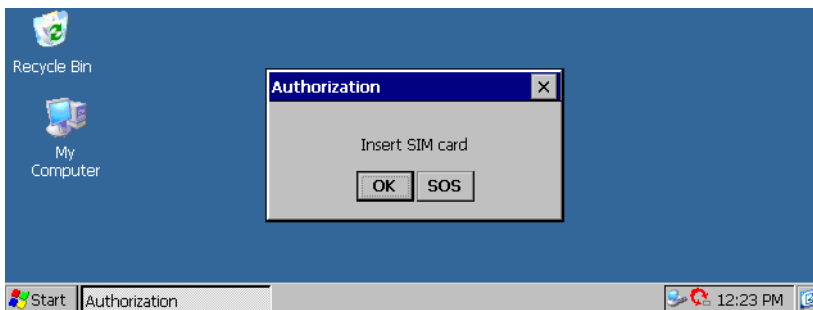 Recycle Bin
My
Computer
Authorization
Insert SIM card
OK SOS
Start Authorization 12:23 PM